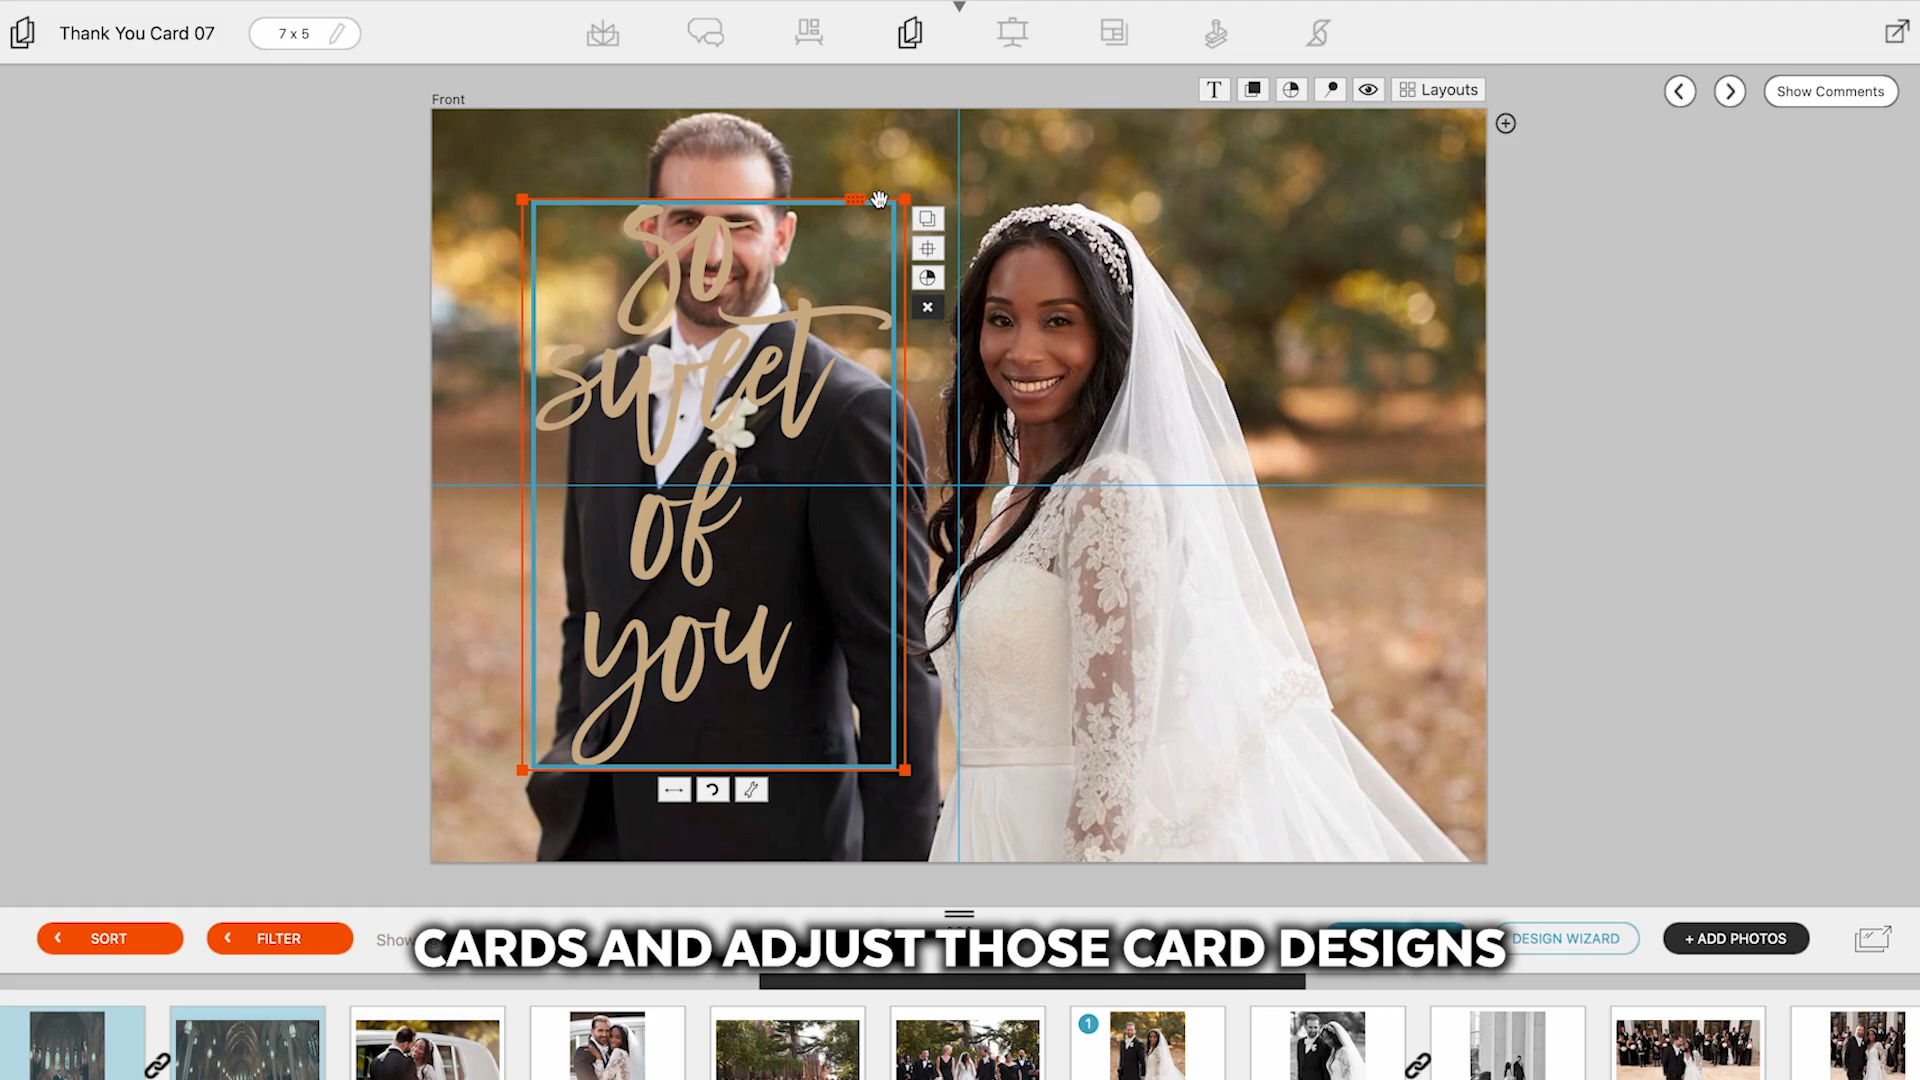 Thank You Card 07
7 x 5
Front
T
Layouts
Show Comments
so
sweet
of
you
SORT
FILTER
Show
DESIGN WIZARD
+ ADD PHOTOS
CARDS AND ADJUST THOSE CARD DESIGNS
1